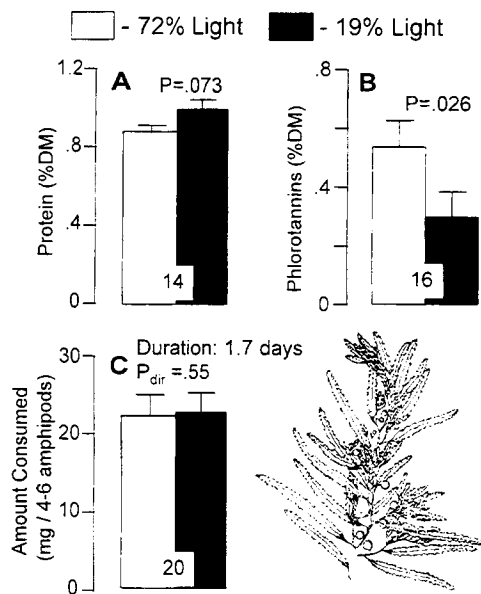 - 72% Light - 19% Light
A
P=.073
Protein (%DM)
1.2
.8
.4
0
14
B
P=.026
Phlorotannins (%DM)
.8
.4
0
16
C Duration: 1.7 days
Pdir =.55
Amount Consumed
(mg / 4-6 amphipods)
30
20
10
0
20